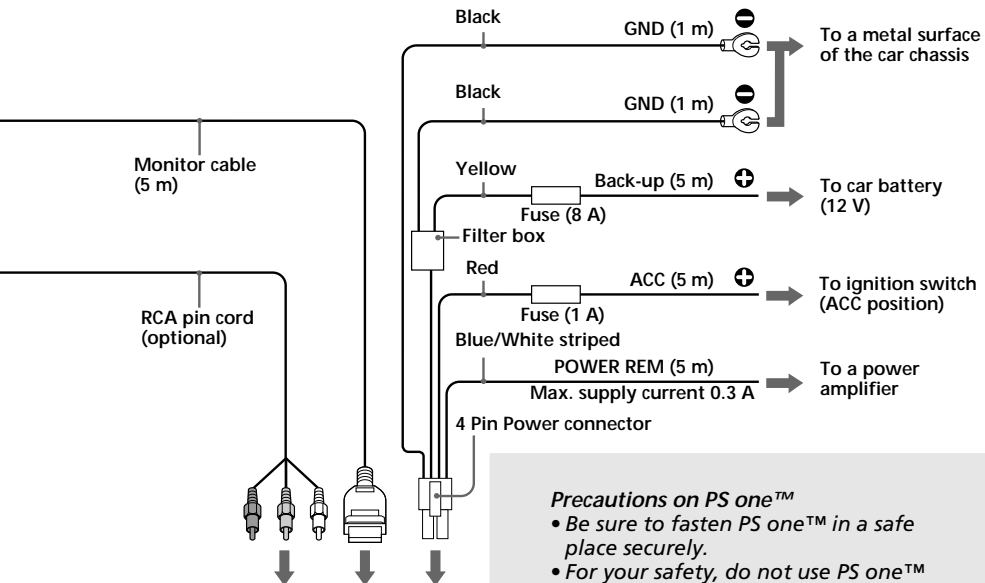 Black
GND (1 m)
To a metal surface
of the car chassis
Black
GND (1 m)
Monitor cable
(5 m)
Yellow
Back-up (5 m)
To car battery
(12 V)
Fuse (8 A)
Filter box
Red
ACC (5 m)
To ignition switch
(ACC position)
Fuse (1 A)
RCA pin cord
(optional)
Blue/White striped
POWER REM (5 m)
To a power
amplifier
Max. supply current 0.3 A
4 Pin Power connector
Precautions on PS one™
• Be sure to fasten PS one™ in a safe
place securely.
• For your safety, do not use PS one™